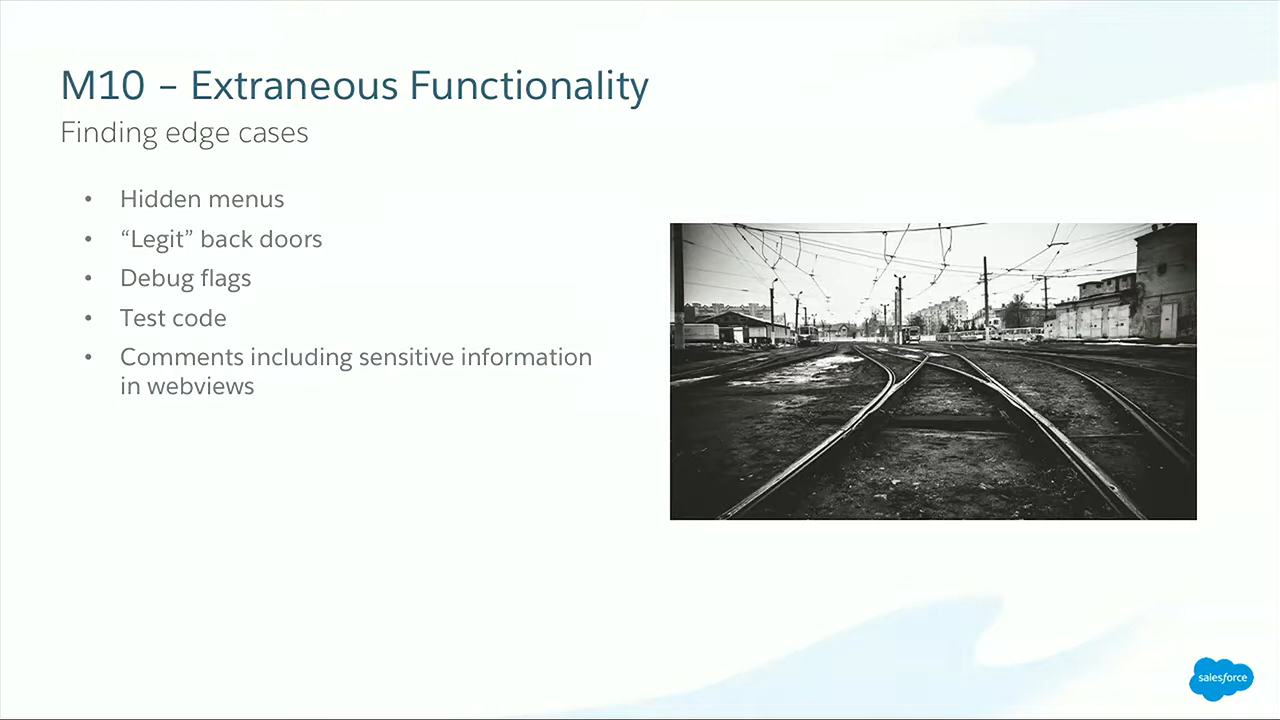 M10 – Extraneous Functionality
Finding edge cases
• Hidden menus
• “Legit” back doors
• Debug flags
• Test code
• Comments including sensitive information
in webviews
salesforce